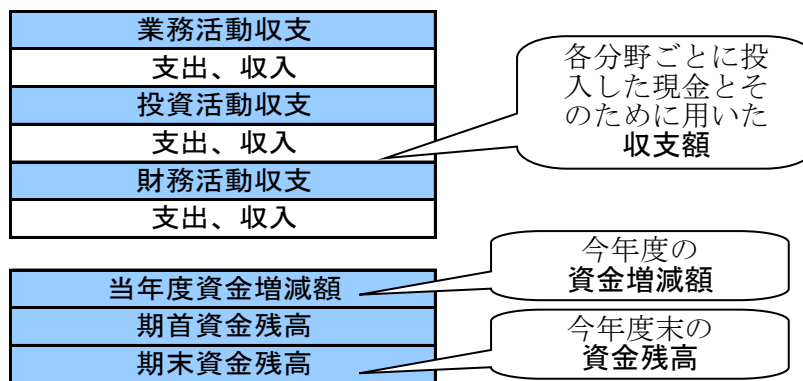 業務活動収支
支出、収入
投資活動収支
支出、収入
財務活動収支
支出、収入
各分野ごとに投
入した現金とそ
のために用いた
収支額
当年度資金増減額
期首資金残高
期末資金残高
今年度の
資金増減額
今年度末の
資金残高